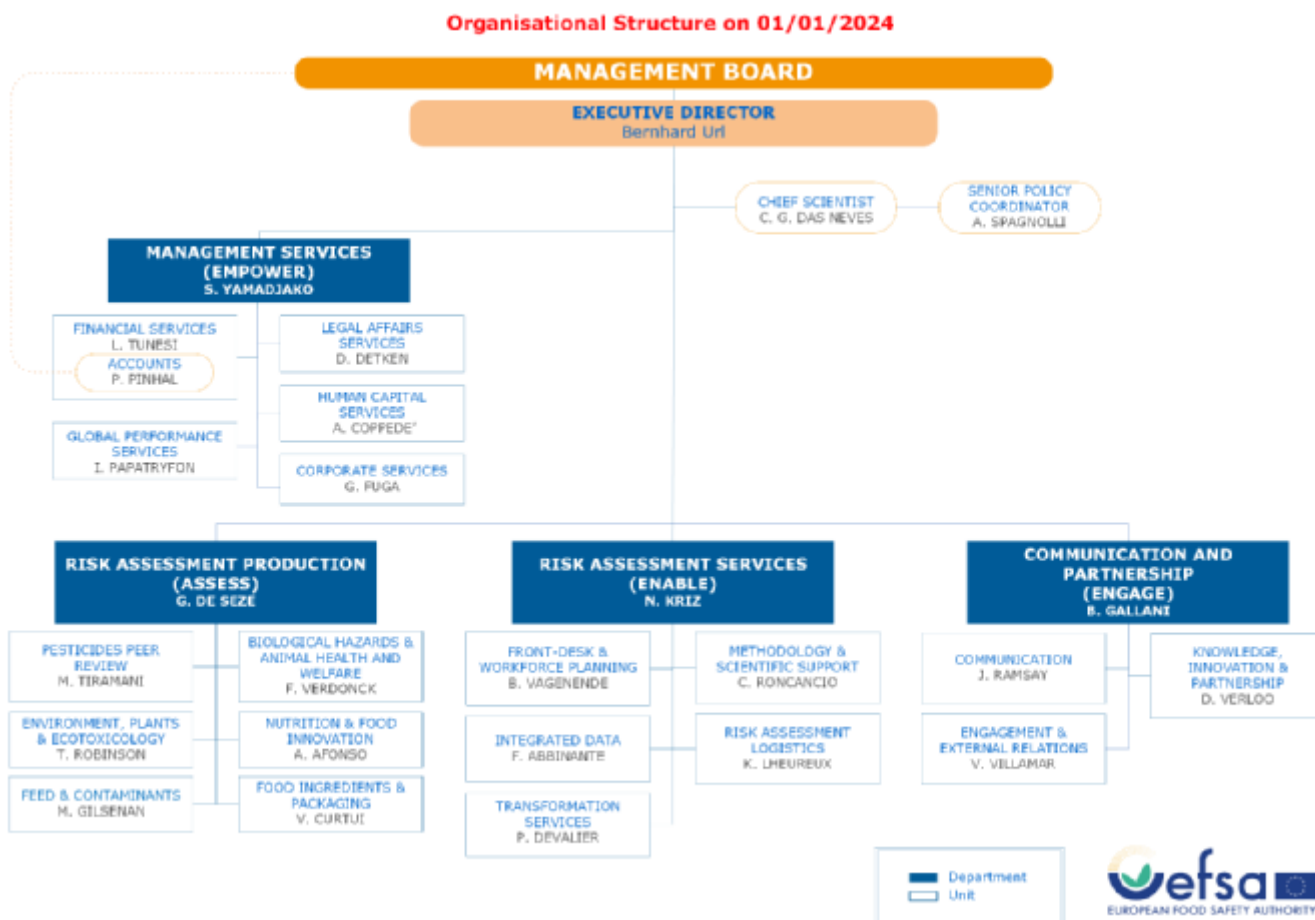 Organisational Structure on 01/01/2024
MANAGEMENT BOARD
EXECUTIVE DIRECTOR
Bernhard Url
CHIEF SCIENTIST
C. G. DAS NEVES
SENIOR POLICY
COORDINATOR
A. SPAGNOLLI
MANAGEMENT SERVICES
(EMPOWER)
S. YAMADJAKO
FINANCIAL SERVICES
L. TUNESI
ACCOUNTS
P. PINHAL
LEGAL AFFAIRS
SERVICES
D. DETKEN
HUMAN CAPITAL
SERVICES
A. COPPEDE'
GLOBAL PERFORMANCE
SERVICES
I. PAPATRYFON
CORPORATE SERVICES
G. FUGA
RISK ASSESSMENT PRODUCTION
(ASSESS)
G. DE SEZE
PESTICIDES PEER
REVIEW
M. TIRAMANI
BIOLOGICAL HAZARDS &
ANIMAL HEALTH AND
WELFARE
F. VERDONCK
ENVIRONMENT, PLANTS
& ECOTOXICOLOGY
T. ROBINSON
NUTRITION & FOOD
INNOVATION
A. AFONSO
FEED & CONTAMINANTS
M. GILSENAN
FOOD INGREDIENTS &
PACKAGING
V. CURTUI
RISK ASSESSMENT SERVICES
(ENABLE)
N. KRIZ
FRONT-DESK &
WORKFORCE PLANNING
B. VAGENENDE
METHODOLOGY &
SCIENTIFIC SUPPORT
C. RONCANCIO
INTEGRATED DATA
F. ABBINANTE
RISK ASSESSMENT
LOGISTICS
K. LHEUREUX
TRANSFORMATION
SERVICES
P. DEVALIER
COMMUNICATION AND
PARTNERSHIP
(ENGAGE)
B. GALLANI
COMMUNICATION
J. RAMSAY
KNOWLEDGE,
INNOVATION &
PARTNERSHIP
D. VERLOO
ENGAGEMENT &
EXTERNAL RELATIONS
V. VILLAMAR
Department
Unit
efsa
EUROPEAN FOOD SAFETY AUTHORITY